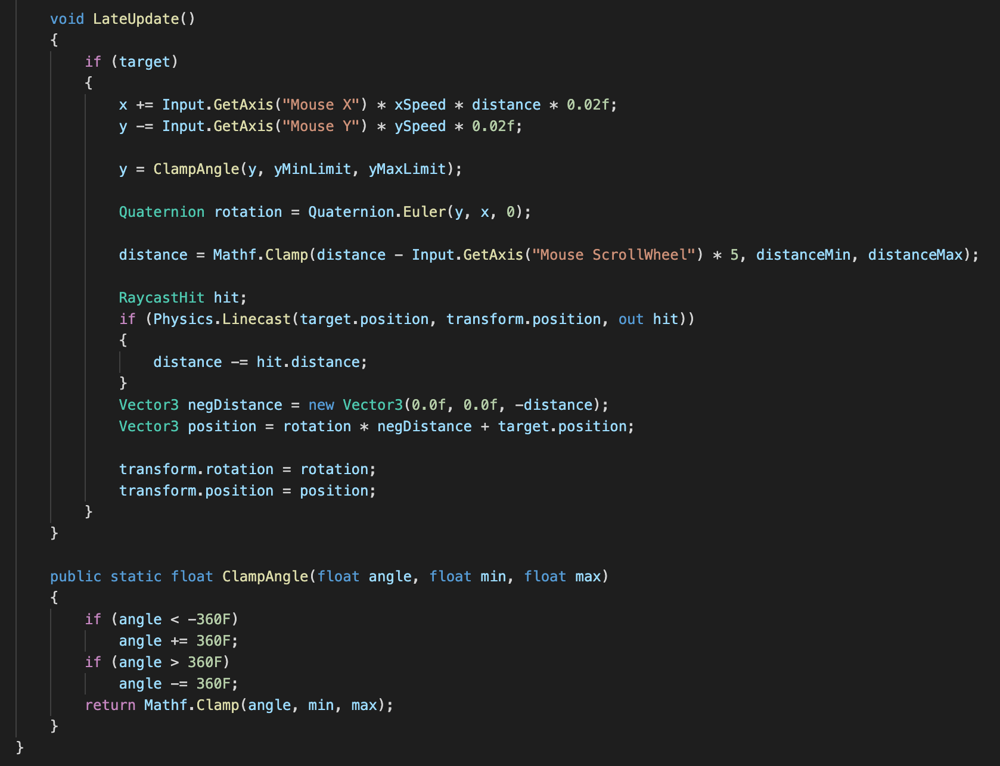 void LateUpdate()
{
if (target)
{
x += Input.GetAxis("Mouse X") * xSpeed * distance * 0.02f;
y -= Input.GetAxis("Mouse Y") * ySpeed * 0.02f;
y = ClampAngle(y, yMinLimit, yMaxLimit);
Quaternion rotation = Quaternion.Euler(y, x, 0);
distance = Mathf.Clamp(distance - Input.GetAxis("Mouse ScrollWheel") * 5, distanceMin, distanceMax);
RaycastHit hit;
if (Physics.Linecast(target.position, transform.position, out hit))
{
distance -= hit.distance;
}
Vector3 negDistance = new Vector3(0.0f, 0.0f, -distance);
Vector3 position = rotation * negDistance + target.position;
transform.rotation = rotation;
transform.position = position;
}
}
public static float ClampAngle(float angle, float min, float max)
{
if (angle < -360F)
angle += 360F;
if (angle > 360F)
angle -= 360F;
return Mathf.Clamp(angle, min, max);
}
}